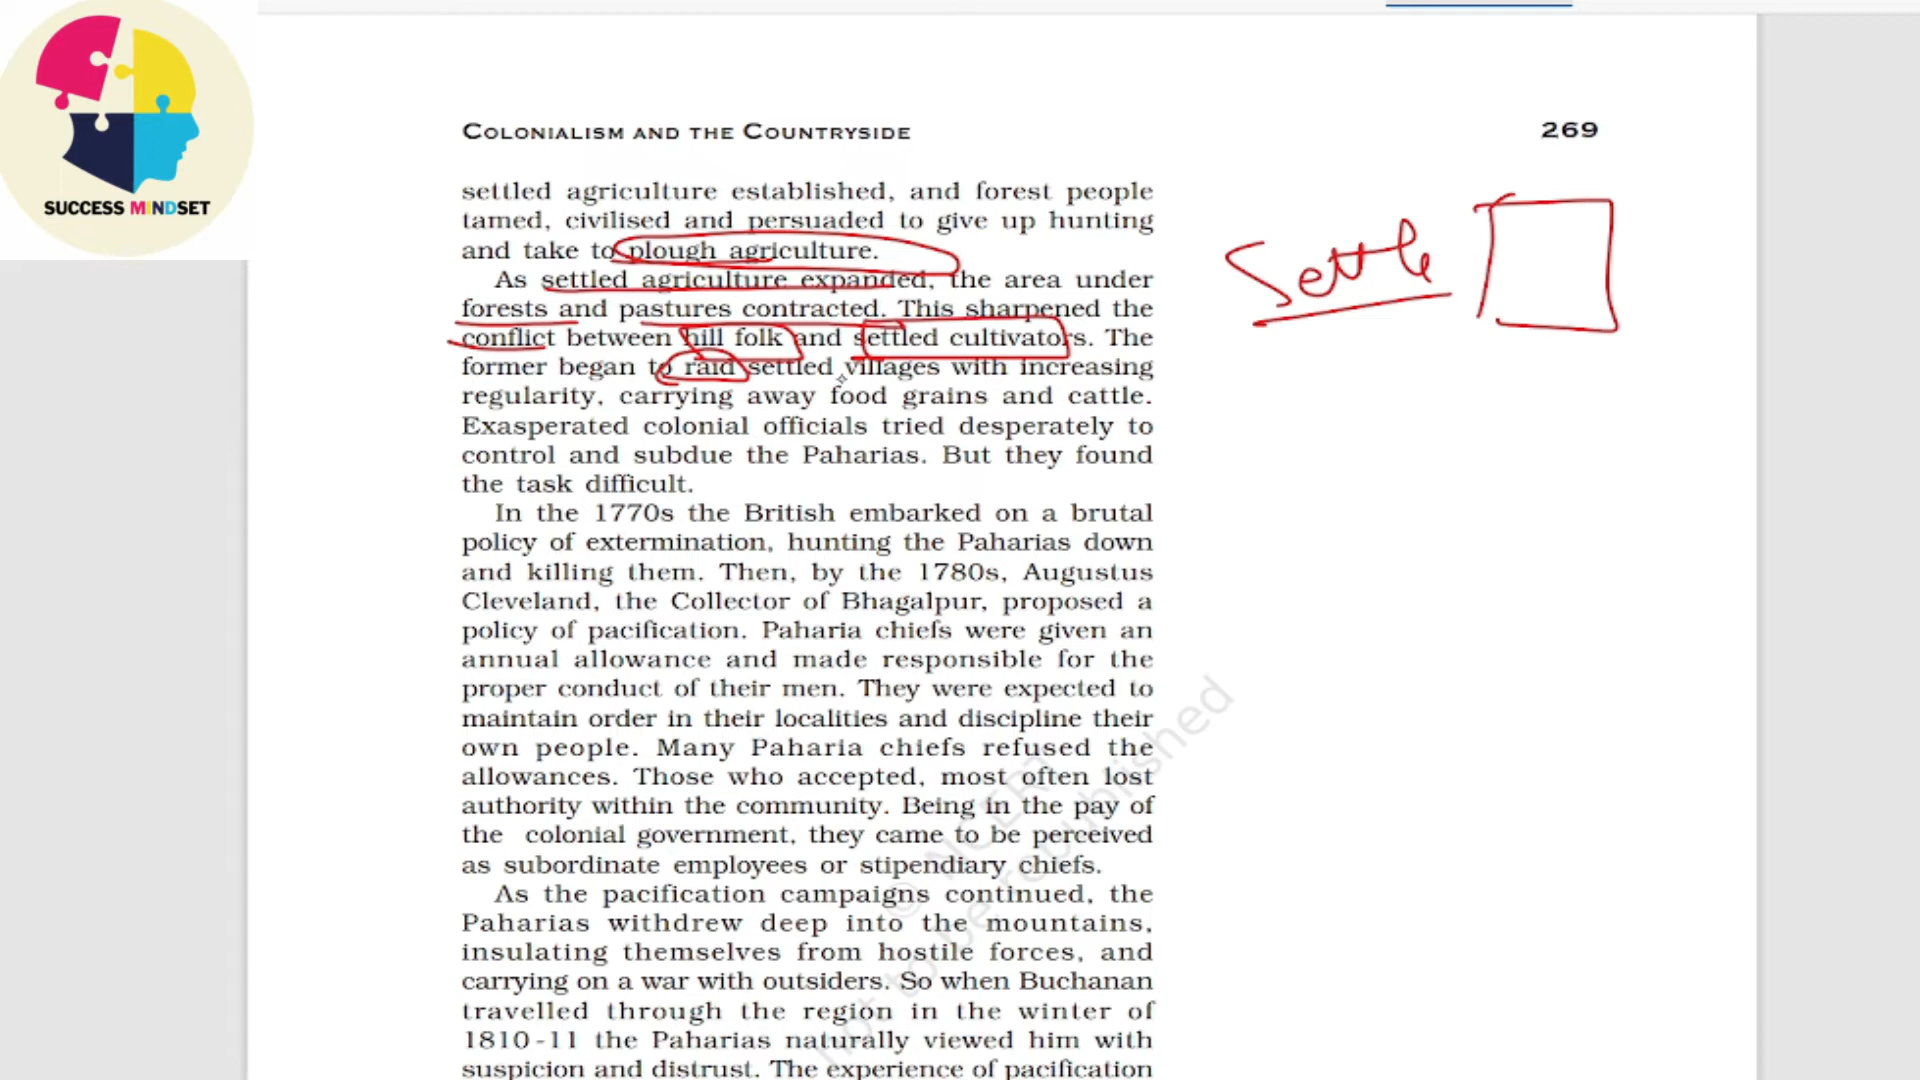 SUCCESS MINDSET
COLONIALISM AND THE COUNTRYSIDE
269
settled agriculture established, and forest people
tamed, civilised and persuaded to give up hunting
and take to plough agriculture.
As settled agriculture expanded, the area under
forests and pastures contracted. This sharpened the
conflict between hill folk and settled cultivators. The
former began to raid settled villages with increasing
regularity, carrying away food grains and cattle.
Exasperated colonial officials tried desperately to
control and subdue the Paharias. But they found
the task difficult.
In the 1770s the British embarked on a brutal
policy of extermination, hunting the Paharias down
and killing them. Then, by the 1780s, Augustus
Cleveland, the Collector of Bhagalpur, proposed a
policy of pacification. Paharia chiefs were given an
annual allowance and made responsible for the
proper conduct of their men. They were expected to
maintain order in their localities and discipline their
own people. Many Paharia chiefs refused the
allowances. Those who accepted, most often lost
authority within the community. Being in the pay of
the colonial government, they came to be perceived
as subordinate employees or stipendiary chiefs.
As the pacification campaigns continued, the
Paharias withdrew deep into the mountains,
insulating themselves from hostile forces, and
carrying on a war with outsiders. So when Buchanan
travelled through the region in the winter of
1810-11 the Paharias naturally viewed him with
suspicion and distrust. The experience of pacification
Settle
© NCERT
not to be republished